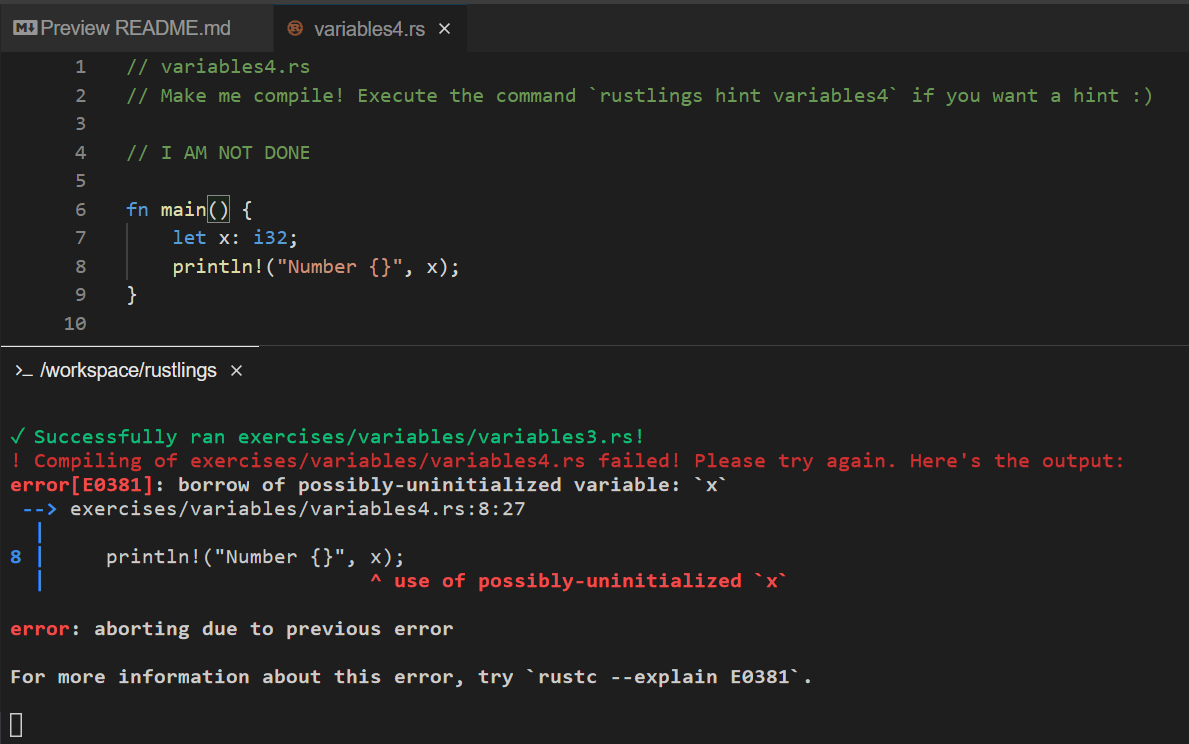 Preview README.md variables4.rs ×
1 // variables4.rs
2 // Make me compile! Execute the command `rustlings hint variables4` if you want a hint :)
3
4 // I AM NOT DONE
5
6 fn main() {
7     let x: i32;
8     println!("Number {}", x);
9 }
10
>_ /workspace/rustlings ×
✓ Successfully ran exercises/variables/variables3.rs!
! Compiling of exercises/variables/variables4.rs failed! Please try again. Here's the output:
error[E0381]: borrow of possibly-uninitialized variable: `x`
 --> exercises/variables/variables4.rs:8:27
  |
8 |     println!("Number {}", x);
  |                           ^ use of possibly-uninitialized `x`
error: aborting due to previous error
For more information about this error, try `rustc --explain E0381`.